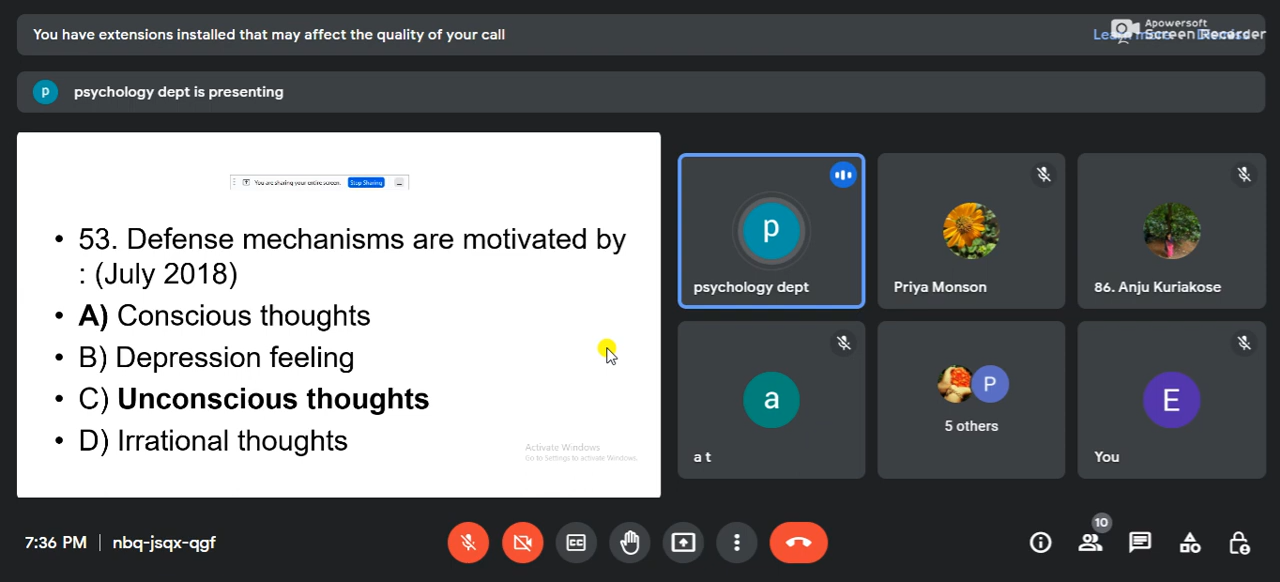 You have extensions installed that may affect the quality of your call
Apowersoft
Screen Recorder
p psychology dept is presenting
You are sharing your entire screen. Stop Sharing
• 53. Defense mechanisms are motivated by
: (July 2018)
• A) Conscious thoughts
• B) Depression feeling
• C) Unconscious thoughts
• D) Irrational thoughts
Activate Windows
Go to Settings to activate Windows.
p
psychology dept
Priya Monson
86. Anju Kuriakose
a
a t
P
5 others
E
You
7:36 PM | nbq-jsqx-qgf
CC
10